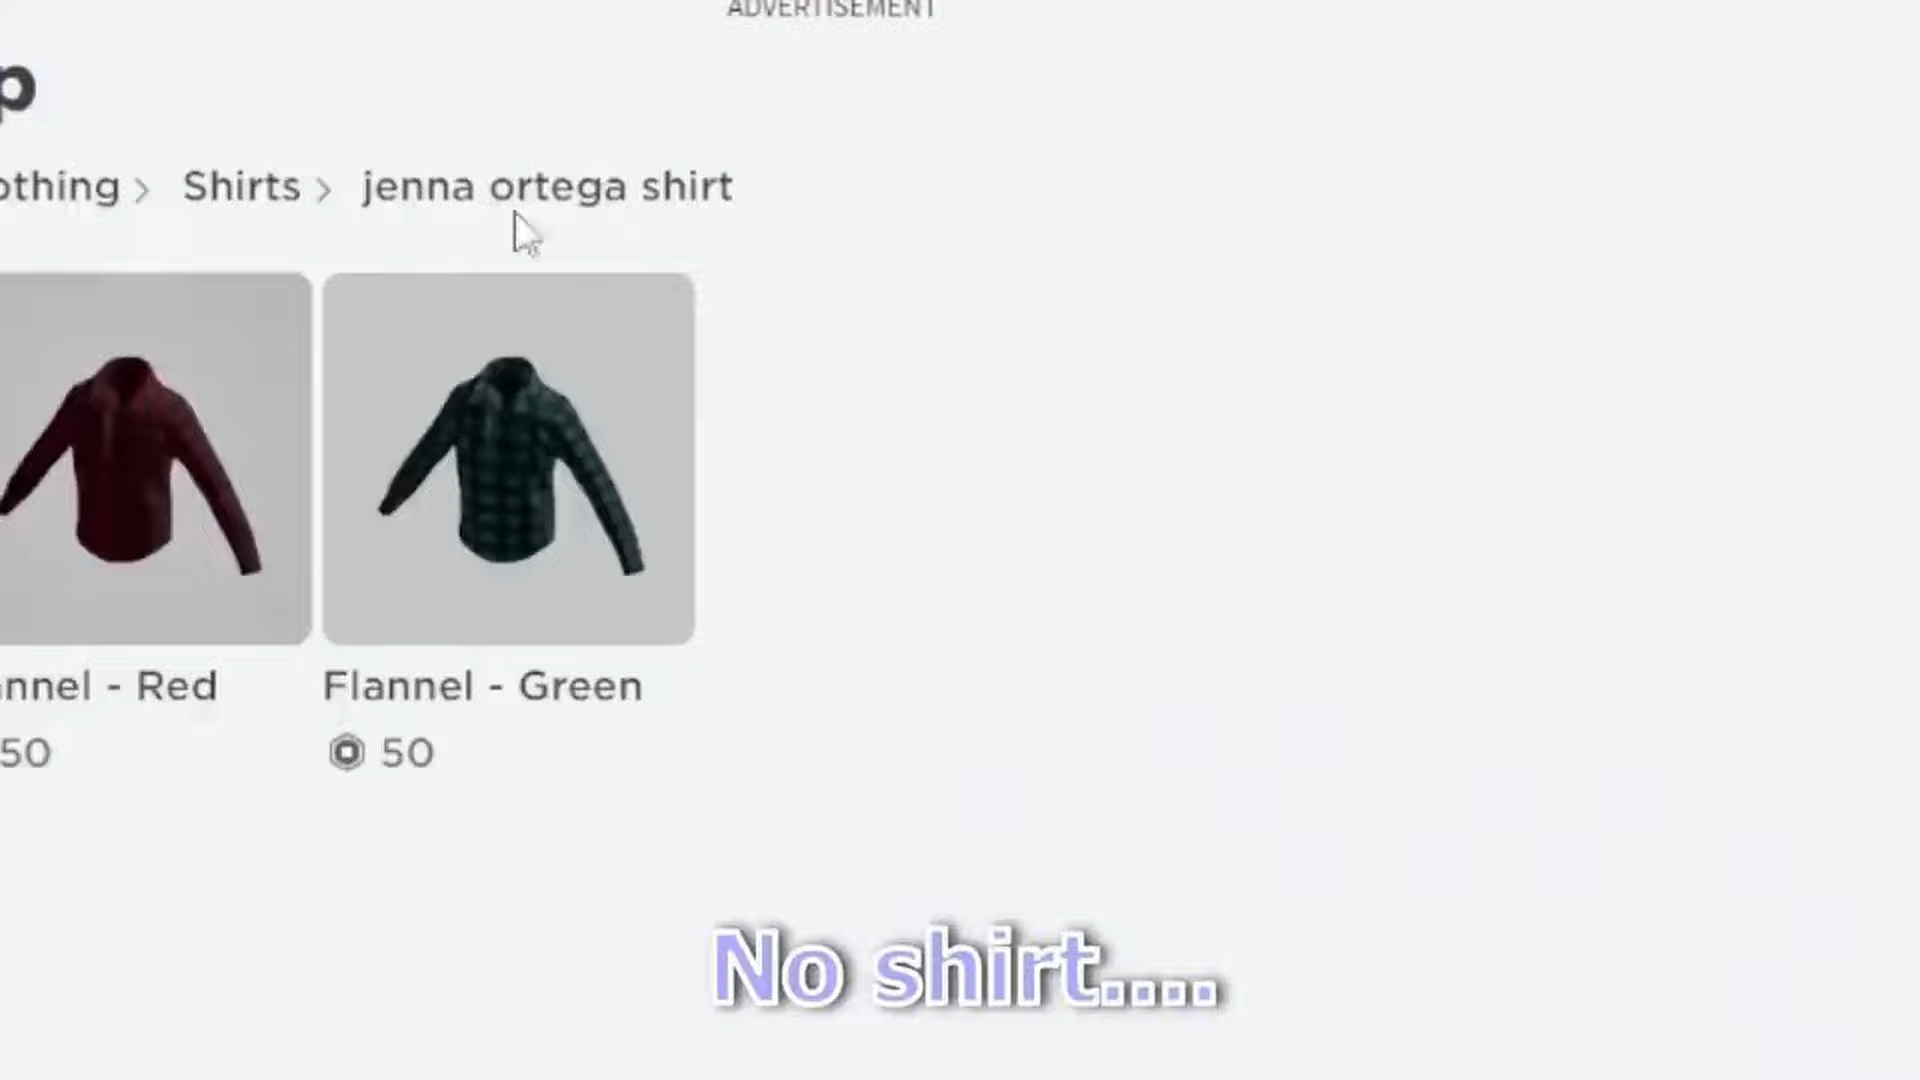 ADVERTISEMENT
p
othing > Shirts > jenna ortega shirt
nnel - Red
Flannel - Green
50
50
No shirt....